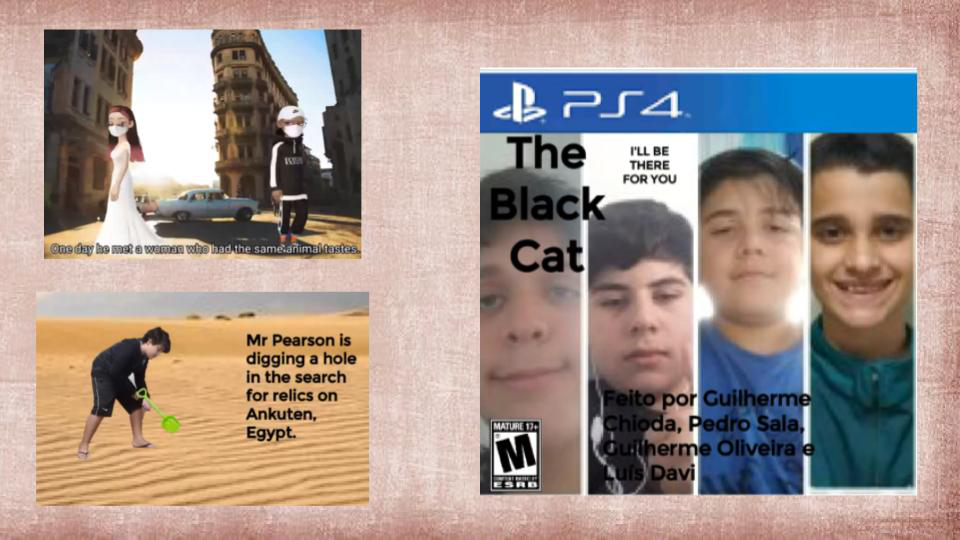 One day he met a woman who had the same animal tastes.
Mr Pearson is
digging a hole
in the search
for relics on
Ankuten,
Egypt.
PS4
The
Black
Cat
I'LL BE
THERE
FOR YOU
Feito por Guilherme
Chioda, Pedro Sala,
Guilherme Oliveira e
Luís Davi
MATURE 17+
M
CONTENT RATED BY
ESRB